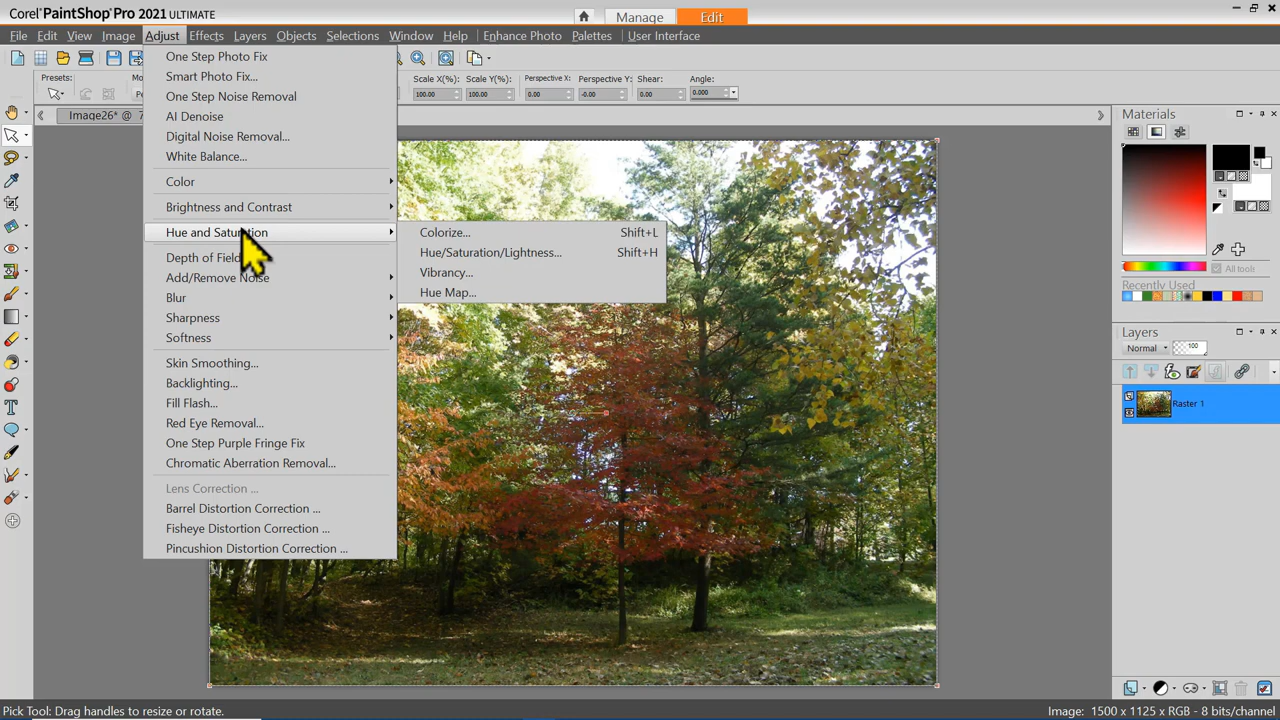 Corel®PaintShop® Pro 2021 ULTIMATE
Manage
Edit
File Edit View Image Adjust Effects Layers Objects Selections Window Help Enhance Photo Palettes User Interface
Presets:
Scale X(%): Scale Y(%): Perspective X: Perspective Y: Shear: Angle:
100.00 100.00 0.00 -0.00 0.00 0.000
Image26* @
One Step Photo Fix
Smart Photo Fix...
One Step Noise Removal
AI Denoise
Digital Noise Removal...
White Balance...
Color
Brightness and Contrast
Hue and Saturation
Depth of Field
Add/Remove Noise
Blur
Sharpness
Softness
Skin Smoothing...
Backlighting...
Fill Flash...
Red Eye Removal...
One Step Purple Fringe Fix
Chromatic Aberration Removal...
Lens Correction ...
Barrel Distortion Correction ...
Fisheye Distortion Correction ...
Pincushion Distortion Correction ...
Colorize... Shift+L
Hue/Saturation/Lightness... Shift+H
Vibrancy...
Hue Map...
Materials
All tools
Recently Used
Layers
Normal 100
Raster 1
Pick Tool: Drag handles to resize or rotate.
Image: 1500 x 1125 x RGB - 8 bits/channel